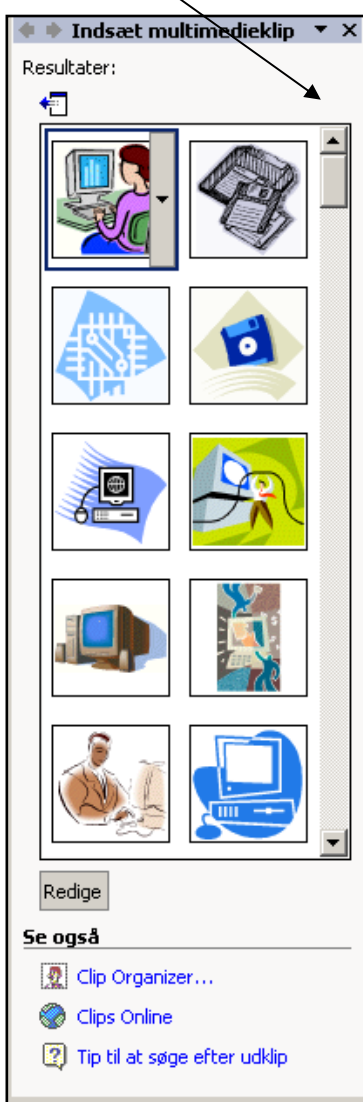 Indsæt multimedieklip
Resultater:
Redige
Se også
Clip Organizer...
Clips Online
Tip til at søge efter udklip